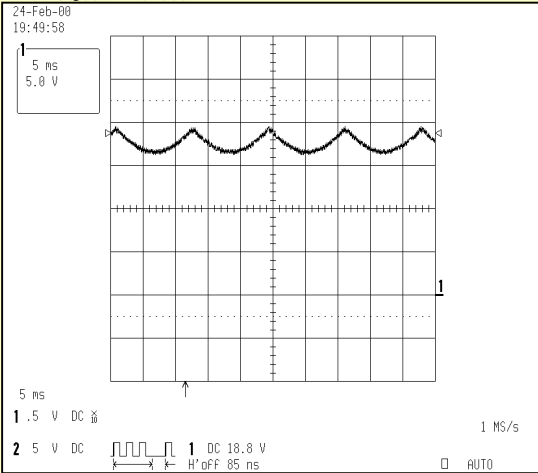 24-Feb-00
19:49:58
1
5 ms
5.0 V
1
5 ms
1 .5 V DC X10
2 5 V DC
1 DC 18.8 V
H'off 85 ns
1 MS/s
AUTO